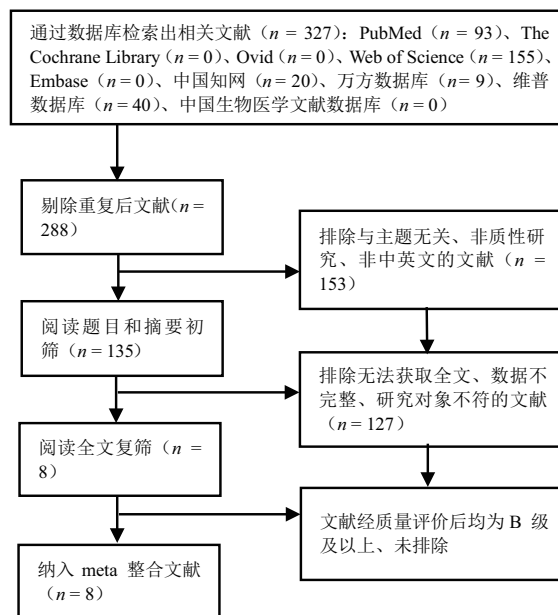 通过数据库检索出相关文献（n = 327）：PubMed（n = 93）、The
Cochrane Library（n = 0）、Ovid（n = 0）、Web of Science（n = 155）、
Embase（n = 0）、中国知网（n = 20）、万方数据库（n = 9）、维普
数据库（n = 40）、中国生物医学文献数据库（n = 0）
剔除重复后文献（n =
288）
排除与主题无关、非质性研
究、非中英文的文献（n =
153）
阅读题目和摘要初
筛（n = 135）
排除无法获取全文、数据不
完整、研究对象不符的文献
（n = 127）
阅读全文复筛（n =
8）
文献经质量评价后均为 B 级
及以上、未排除
纳入 meta 整合文献
（n = 8）